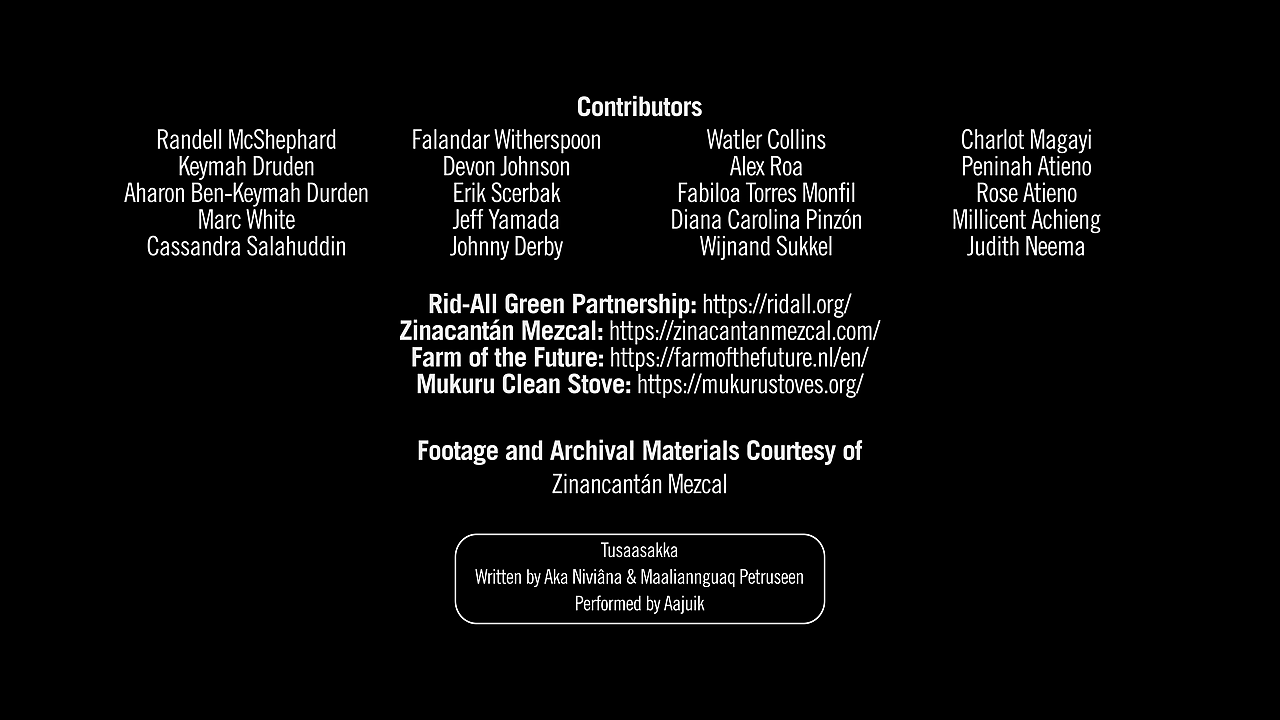 Contributors
Randell McShephard
Keymah Druden
Aharon Ben-Keymah Durden
Marc White
Cassandra Salahuddin
Falandar Witherspoon
Devon Johnson
Erik Scerbak
Jeff Yamada
Johnny Derby
Watler Collins
Alex Roa
Fabiloa Torres Monfil
Diana Carolina Pinzón
Wijnand Sukkel
Charlot Magayi
Peninah Atieno
Rose Atieno
Millicent Achieng
Judith Neema
Rid-All Green Partnership: https://ridall.org/
Zinacantán Mezcal: https://zinacantanmezcal.com/
Farm of the Future: https://farmofthefuture.nl/en/
Mukuru Clean Stove: https://mukurustoves.org/
Footage and Archival Materials Courtesy of
Zinancantán Mezcal
Tusaasakka
Written by Aka Niviâna & Maaliannguaq Petruseen
Performed by Aajuik